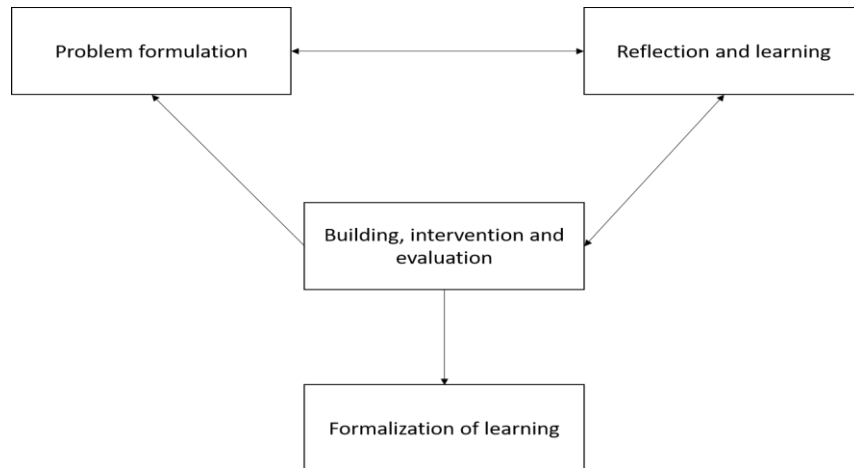 Problem formulation
Reflection and learning
Building, intervention and
evaluation
Formalization of learning